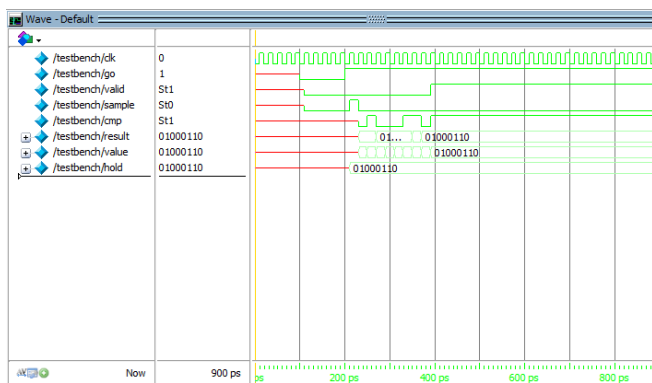 Wave - Default
/testbench/clk 0
/testbench/go 1
/testbench/valid St1
/testbench/sample St0
/testbench/cmp St1
/testbench/result 01000110 01... 01000110
/testbench/value 01000110 01000110
/testbench/hold 01000110 01000110
Now 900 ps ps 200 ps 400 ps 600 ps 800 ps